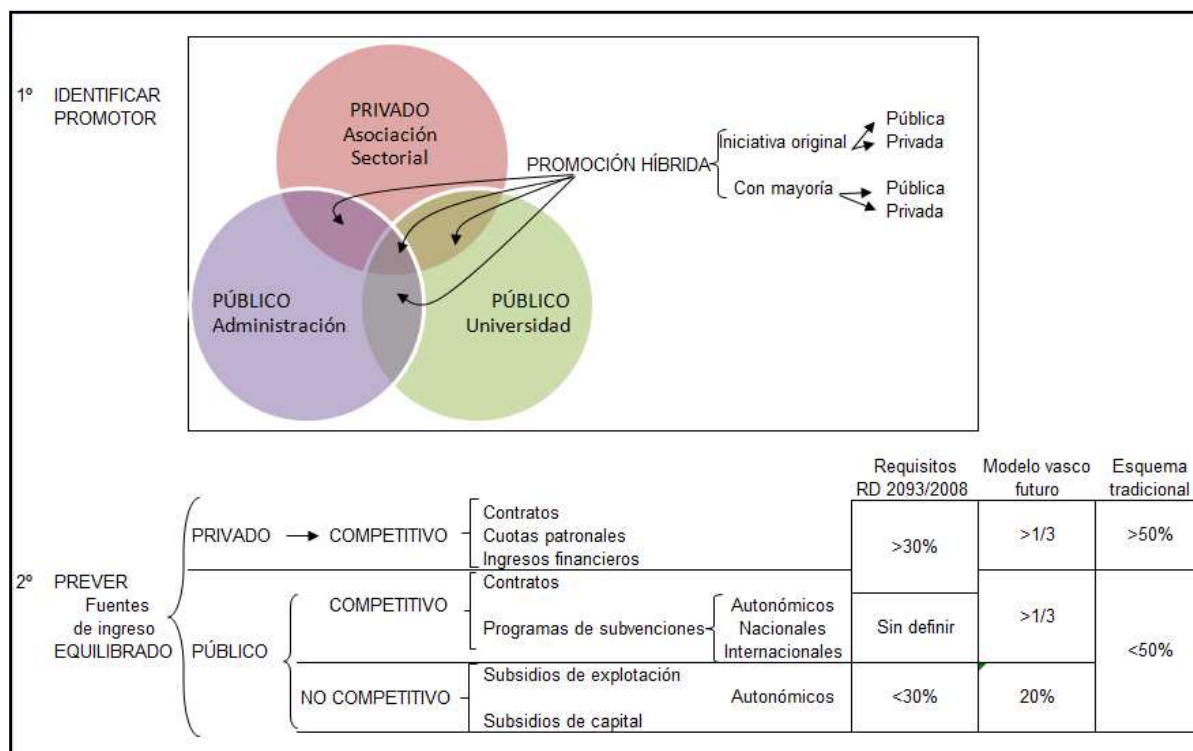 1º IDENTIFICAR
PROMOTOR
PRIVADO
Asociación
Sectorial
PÚBLICO
Administración
PÚBLICO
Universidad
PROMOCIÓN HÍBRIDA
Iniciativa original
Pública
Privada
Con mayoría
Pública
Privada
Requisitos
RD 2093/2008
Modelo vasco
futuro
Esquema
tradicional
2º PREVER
Fuentes
de ingreso
EQUILIBRADO
PRIVADO
COMPETITIVO
Contratos
Cuotas patronales
Ingresos financieros
>30%
>1/3
>50%
PÚBLICO
COMPETITIVO
Contratos
Programas de subvenciones
Autonómicos
Nacionales
Internacionales
Sin definir
>1/3
<50%
NO COMPETITIVO
Subsidios de explotación
Subsidios de capital
Autonómicos
<30%
20%